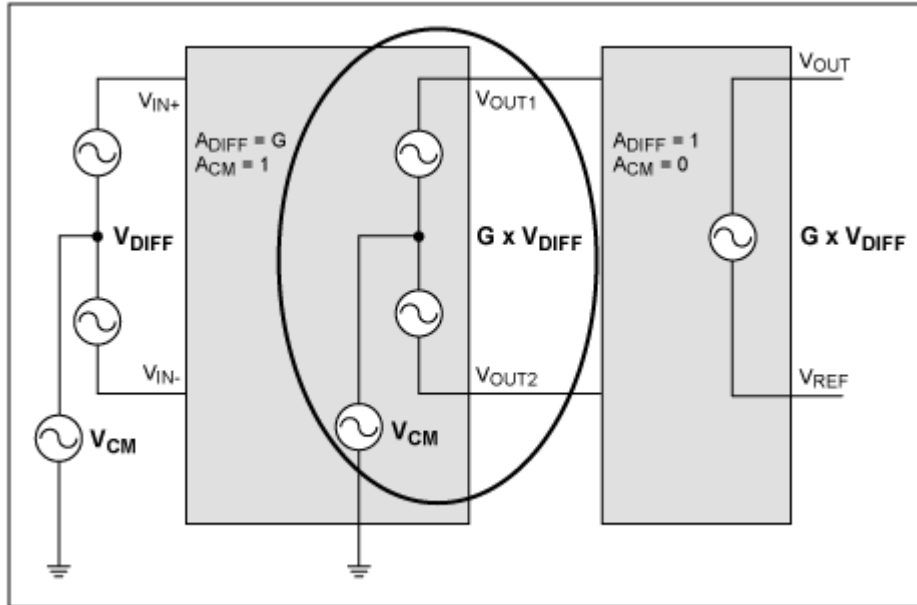 VIN+
ADIFF = G
ACM = 1
VDIFF
VIN-
VCM
VOUT1
G x VDIFF
VOUT2
VCM
ADIFF = 1
ACM = 0
VOUT
G x VDIFF
VREF